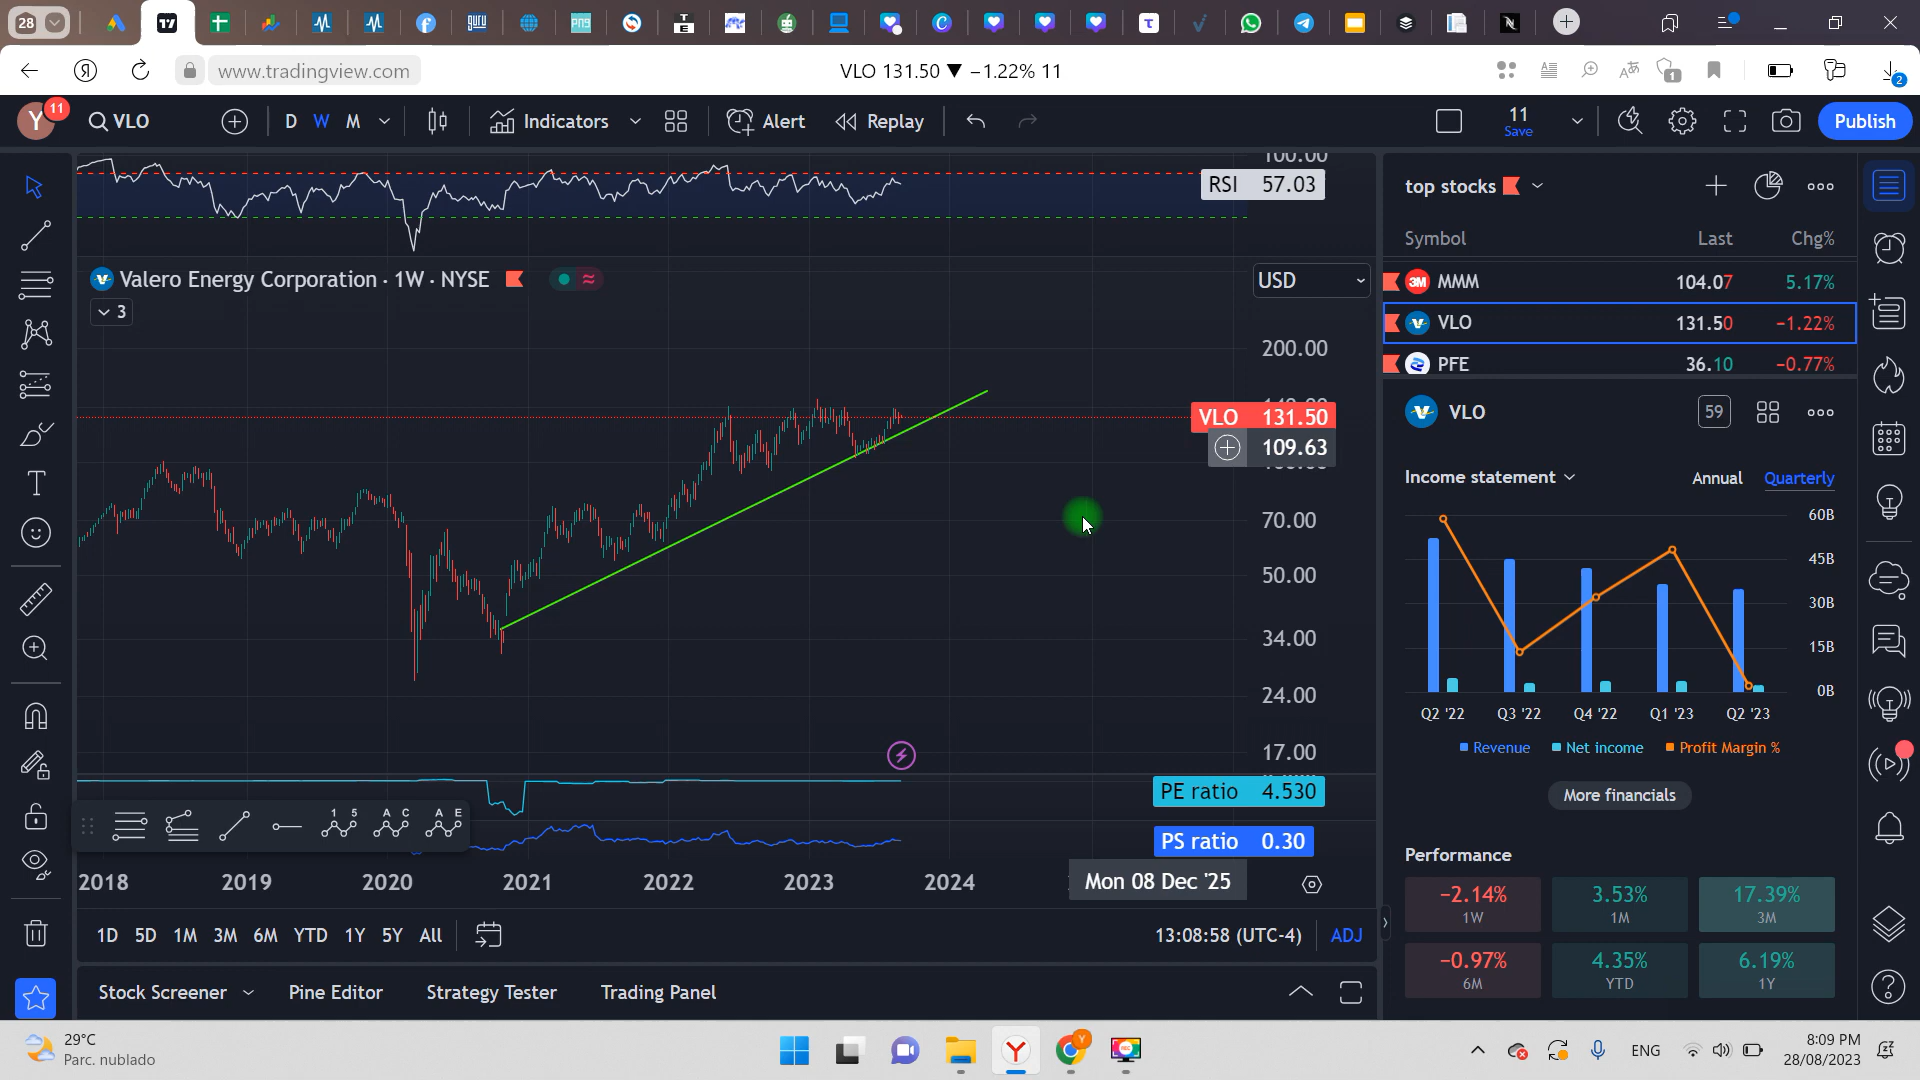 28
guru
PNG
www.tradingview.com
VLO 131.50 ▼ −1.22% 11
1
2
Y
11
VLO
D W M
Indicators
Alert
Replay
11
Save
Publish
100.00
RSI 57.03
Valero Energy Corporation · 1W · NYSE
USD
3
200.00
VLO 131.50
109.63
70.00
50.00
34.00
24.00
17.00
PE ratio 4.530
PS ratio 0.30
2018 2019 2020 2021 2022 2023 2024
Mon 08 Dec '25
1D 5D 1M 3M 6M YTD 1Y 5Y All
13:08:58 (UTC-4) ADJ
Stock Screener
Pine Editor
Strategy Tester
Trading Panel
top stocks
Symbol Last Chg%
MMM 104.07 5.17%
VLO 131.50 −1.22%
PFE 36.10 −0.77%
VLO
59
Income statement
Annual
Quarterly
60B
45B
30B
15B
0B
Q2 '22 Q3 '22 Q4 '22 Q1 '23 Q2 '23
Revenue Net income Profit Margin %
More financials
Performance
−2.14% 3.53% 17.39%
1W 1M 3M
−0.97% 4.35% 6.19%
6M YTD 1Y
29°C
Parc. nublado
ENG
8:09 PM
28/08/2023